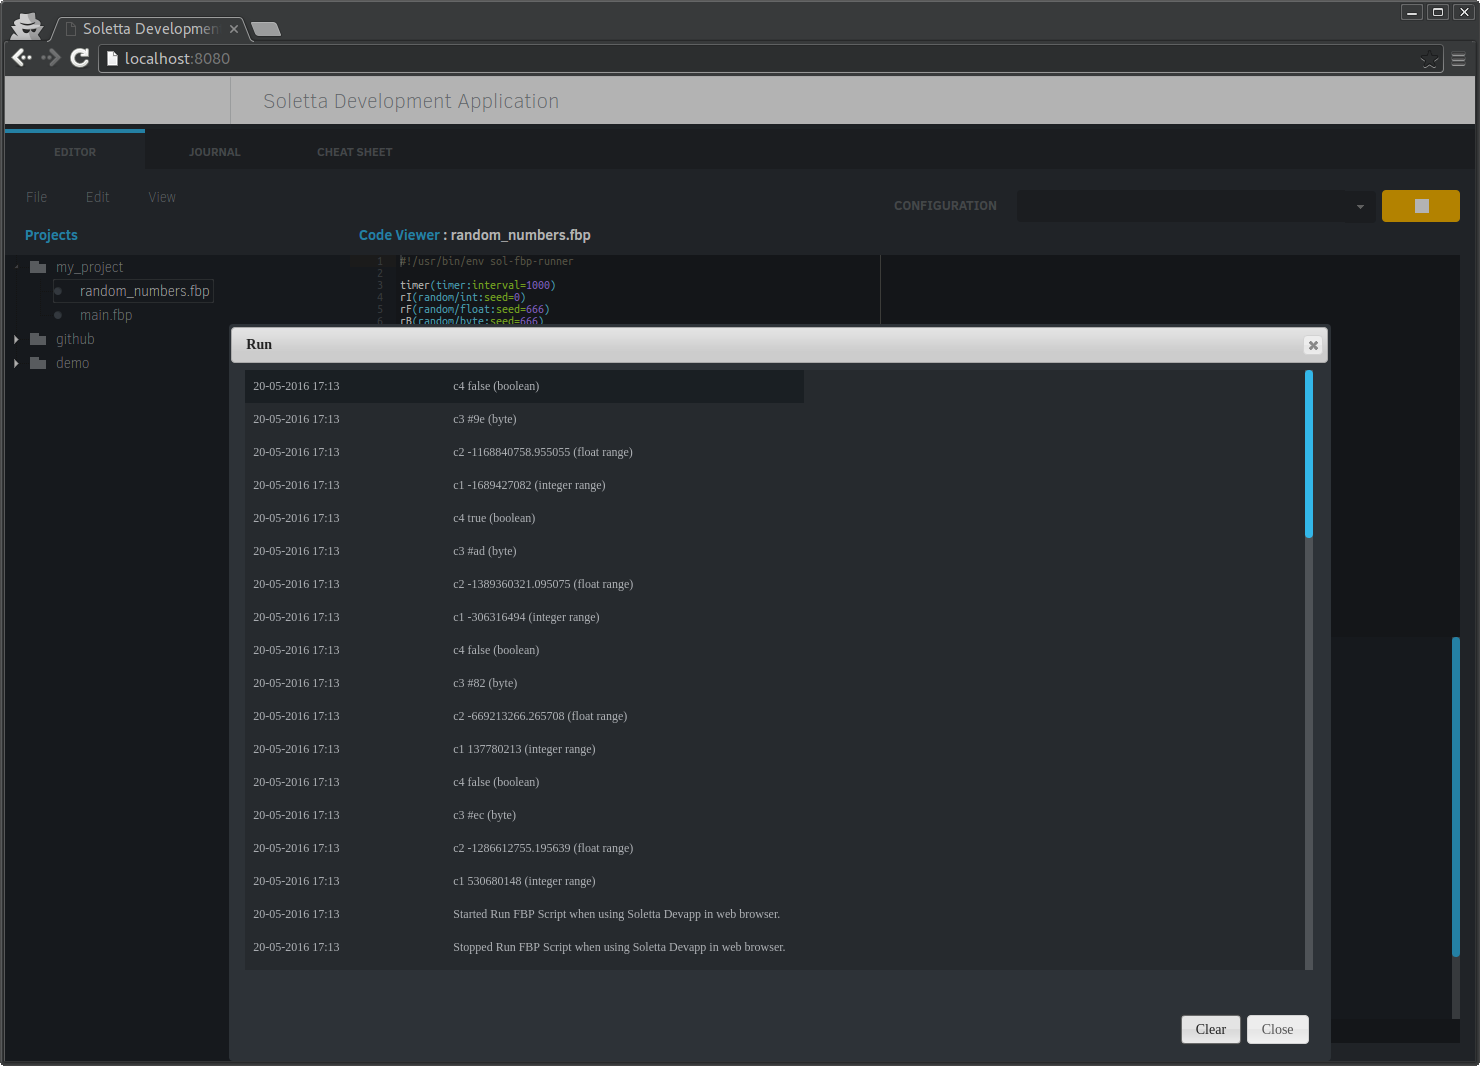 Soletta Developmen
localhost:8080
Soletta Development Application
EDITOR JOURNAL CHEAT SHEET
File Edit View
CONFIGURATION
Projects
Code Viewer : random_numbers.fbp
my_project
random_numbers.fbp
main.fbp
github
demo
1 #!/usr/bin/env sol-fbp-runner
2
3 timer(timer:interval=1000)
4 rI(random/int:seed=0)
5 rF(random/float:seed=666)
6 rB(random/byte:seed=666)
Run
20-05-2016 17:13 c4 false (boolean)
20-05-2016 17:13 c3 #9e (byte)
20-05-2016 17:13 c2 -1168840758.955055 (float range)
20-05-2016 17:13 c1 -1689427082 (integer range)
20-05-2016 17:13 c4 true (boolean)
20-05-2016 17:13 c3 #ad (byte)
20-05-2016 17:13 c2 -1389360321.095075 (float range)
20-05-2016 17:13 c1 -306316494 (integer range)
20-05-2016 17:13 c4 false (boolean)
20-05-2016 17:13 c3 #82 (byte)
20-05-2016 17:13 c2 -669213266.265708 (float range)
20-05-2016 17:13 c1 137780213 (integer range)
20-05-2016 17:13 c4 false (boolean)
20-05-2016 17:13 c3 #ec (byte)
20-05-2016 17:13 c2 -1286612755.195639 (float range)
20-05-2016 17:13 c1 530680148 (integer range)
20-05-2016 17:13 Started Run FBP Script when using Soletta Devapp in web browser.
20-05-2016 17:13 Stopped Run FBP Script when using Soletta Devapp in web browser.
Clear Close